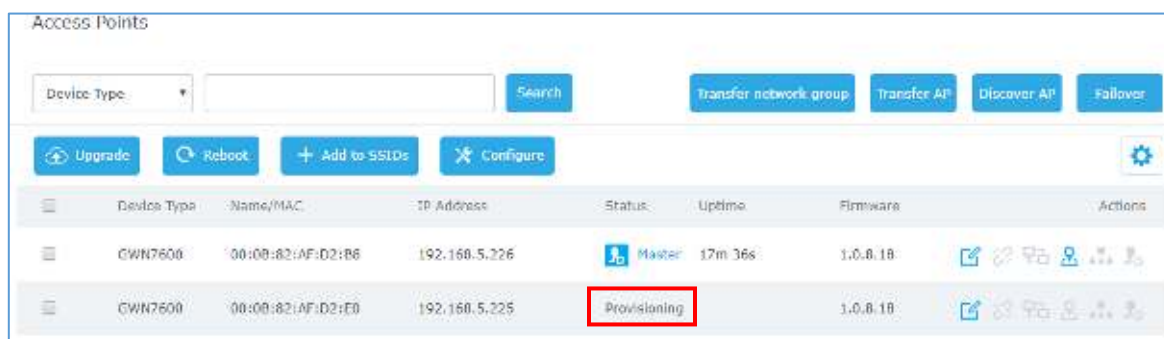 Access Points
Device Type Search Transfer network group Transfer AP Discover AP Failover
Upgrade Reboot Add to SSIDs Configure
Device Type Name/MAC IP Address Status Uptime Firmware Actions
GWN7600 00:0B:82:AF:D2:B6 192.168.5.226 Master 17m 36s 1.0.8.18
GWN7600 00:0B:82:AF:D2:E0 192.168.5.225 Provisioning 1.0.8.18